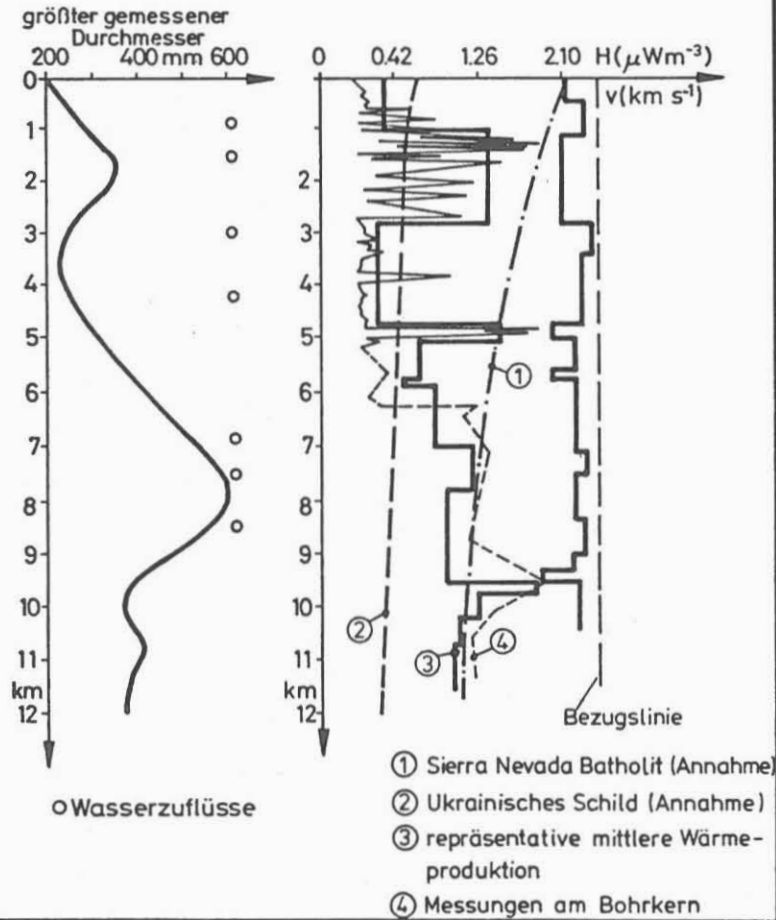 größter gemessener
Durchmesser
200 400 mm 600
0
1
2
3
4
5
6
7
8
9
10
11
km
12
○ Wasserzuflüsse
0 0.42 1.26 2.10 H(μWm⁻³)
v(km s⁻¹)
0
1
2
3
4
5
6
7
8
9
10
11
km
12
①
②
③
④
Bezugslinie
① Sierra Nevada Batholit (Annahme)
② Ukrainisches Schild (Annahme)
③ repräsentative mittlere Wärme-
produktion
④ Messungen am Bohrkern